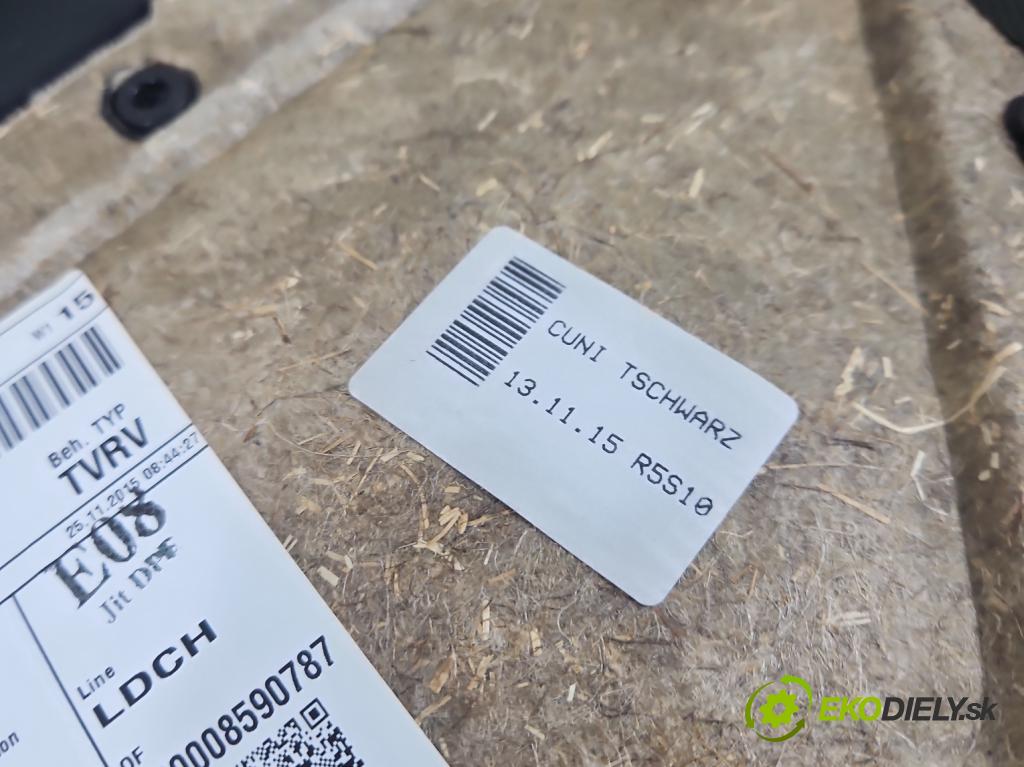 W1 15
Beh. TYP
TVRV
25.11.2015 08:44:27
E08
Jit DPF
Line
LDCH
0008590787
CUNI TSCHWARZ
13.11.15 R5S10
EKODIELY.sk